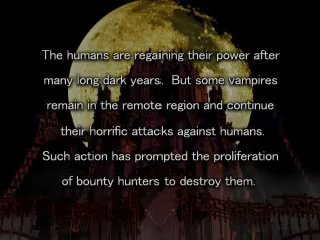 The humans are regaining their power after
many long dark years.  But some vampires
remain in the remote region and continue
their horrific attacks against humans.
Such action has prompted the proliferation
of bounty hunters to destroy them.